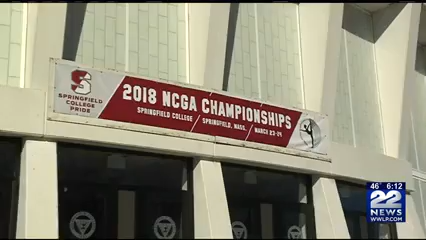 S
SPRINGFIELD
COLLEGE
PRIDE
2018 NCGA CHAMPIONSHIPS
SPRINGFIELD COLLEGE / SPRINGFIELD, MASS. / MARCH 23-24
46° 6:12
22
NEWS
WWLP.COM